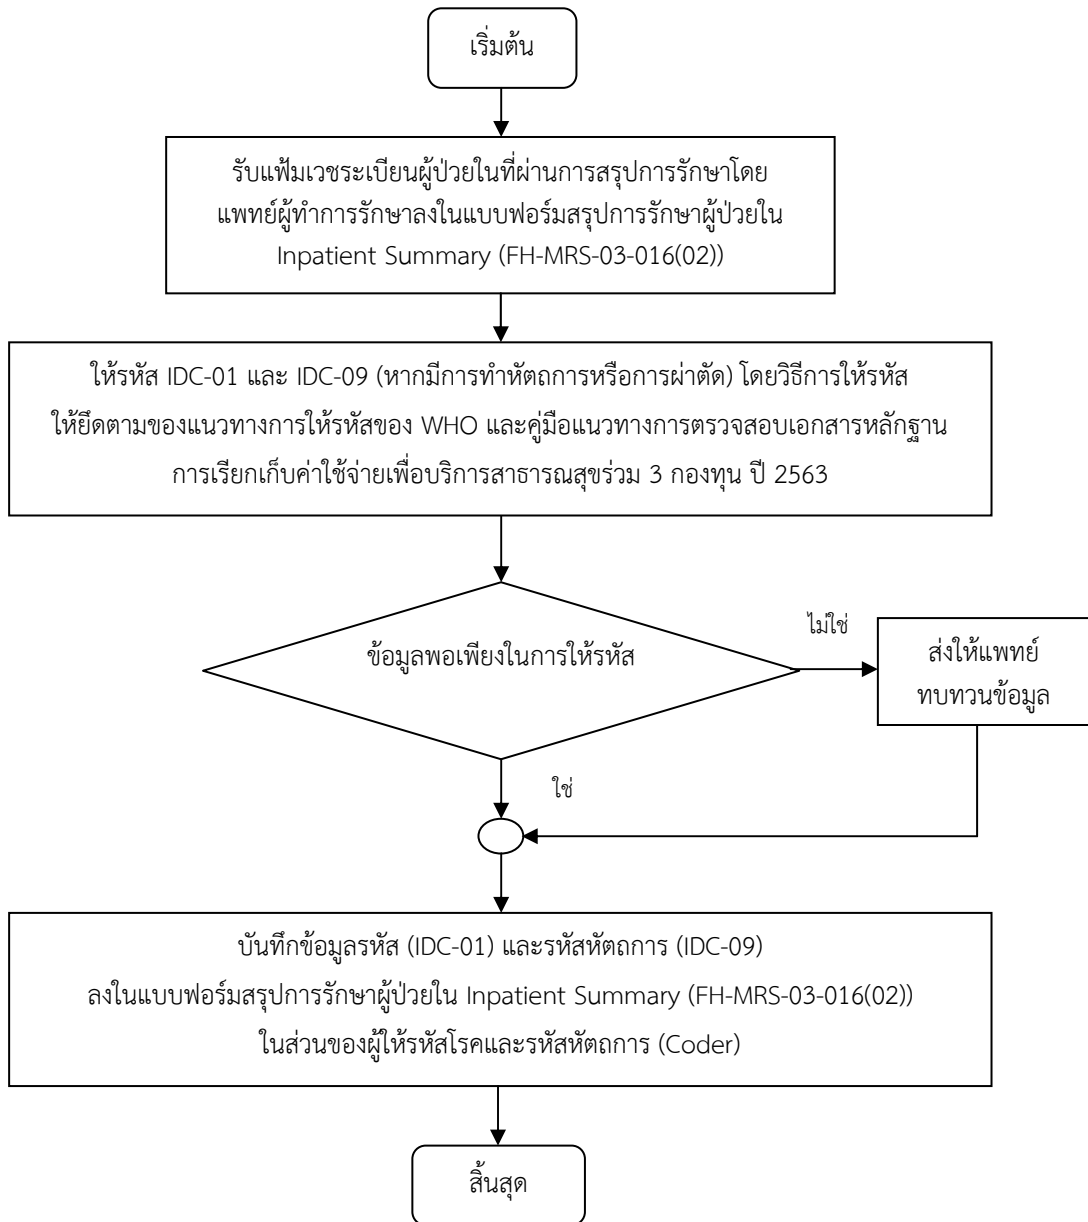 เริ่มต้น
รับแฟ้มเวชระเบียนผู้ป่วยในที่ผ่านการสรุปการรักษาโดย
แพทย์ผู้ทำการรักษาลงในแบบฟอร์มสรุปการรักษาผู้ป่วยใน
Inpatient Summary (FH-MRS-03-016(02))
ให้รหัส IDC-01 และ IDC-09 (หากมีการทำหัตถการหรือการผ่าตัด) โดยวิธีการให้รหัส
ให้ยึดตามของแนวทางการให้รหัสของ WHO และคู่มือแนวทางการตรวจสอบเอกสารหลักฐาน
การเรียกเก็บค่าใช้จ่ายเพื่อบริการสาธารณสุขร่วม 3 กองทุน ปี 2563
ข้อมูลพอเพียงในการให้รหัส
ไม่ใช่
ส่งให้แพทย์
ทบทวนข้อมูล
ใช่
บันทึกข้อมูลรหัส (IDC-01) และรหัสหัตถการ (IDC-09)
ลงในแบบฟอร์มสรุปการรักษาผู้ป่วยใน Inpatient Summary (FH-MRS-03-016(02))
ในส่วนของผู้ให้รหัสโรคและรหัสหัตถการ (Coder)
สิ้นสุด